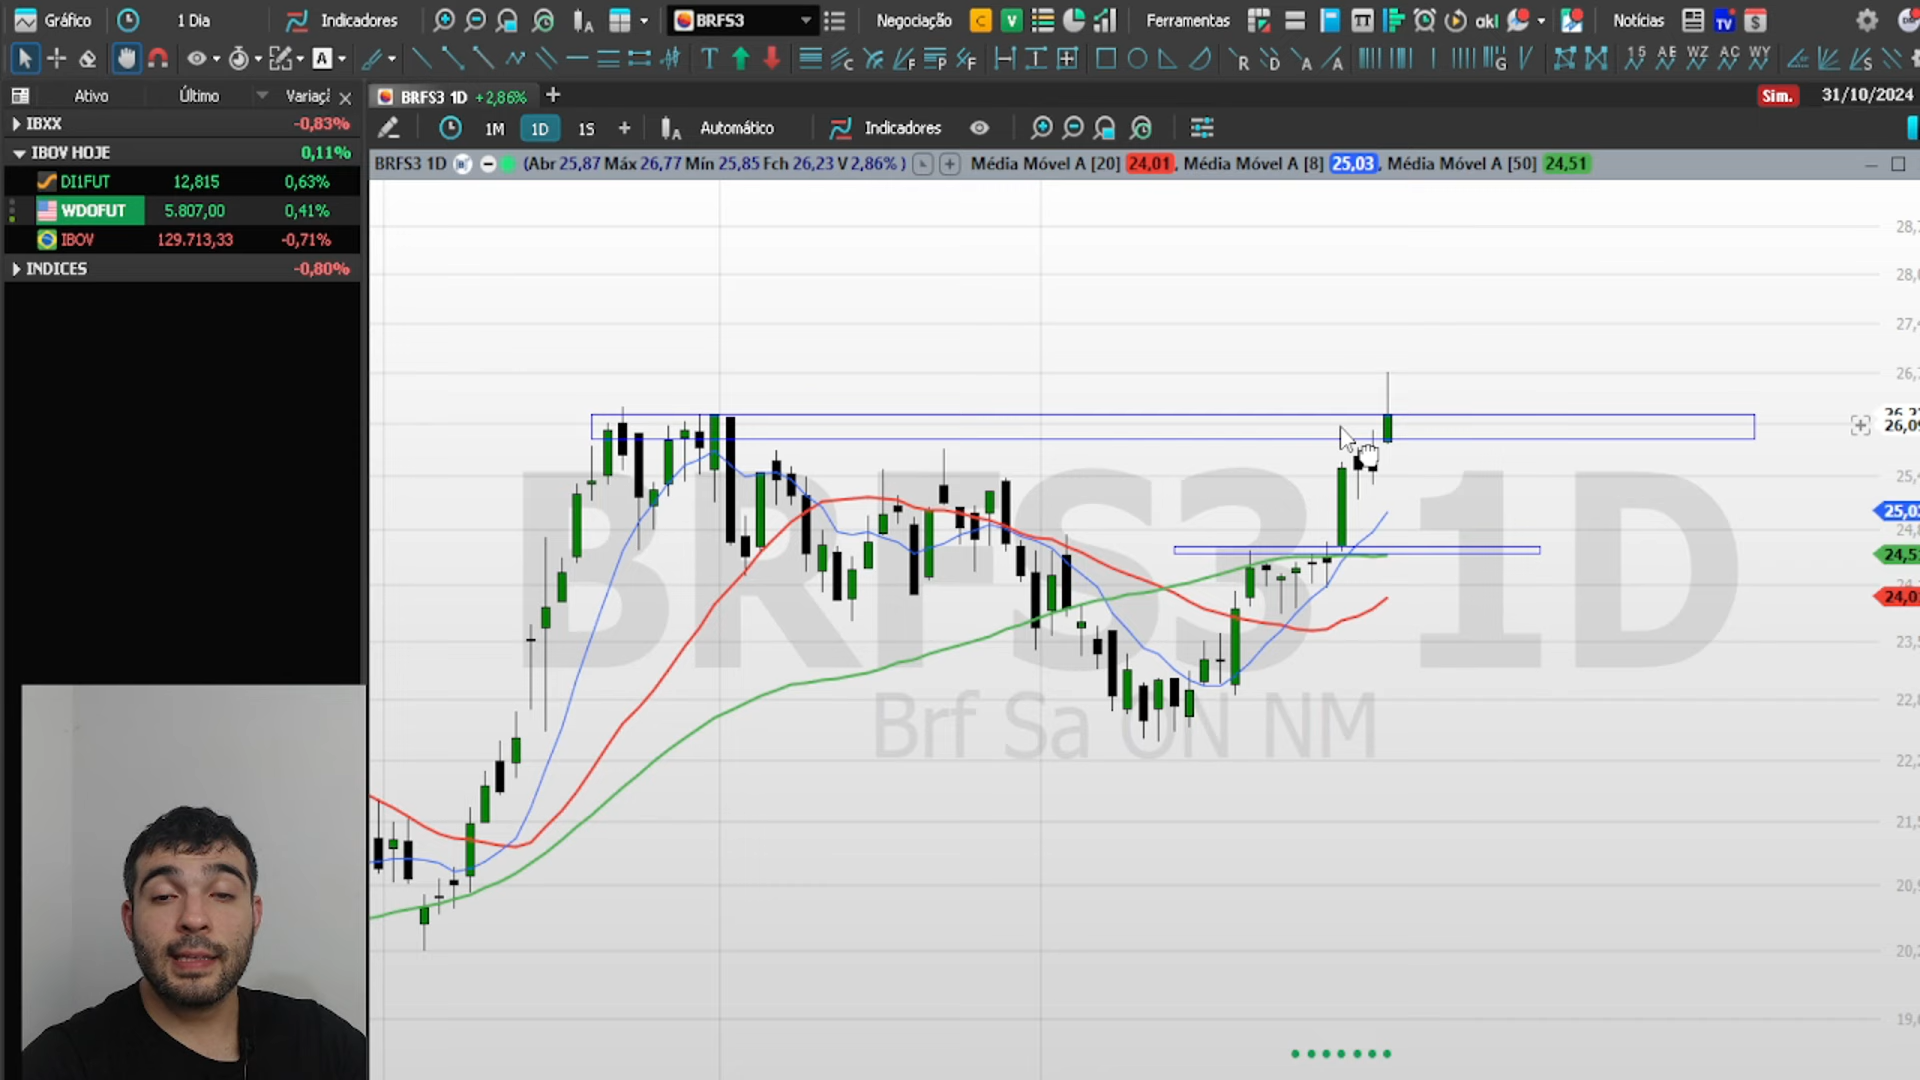 Gráfico 1 Dia Indicadores BRFS3 Negociação C V Ferramentas akl Notícias
Ativo Último Variaçã
BRFS3 1D +2,86%
Sim. 31/10/2024
IBXX -0,83%
IBOV HOJE 0,11%
DI1FUT 12,815 0,63%
WDOFUT 5.807,00 0,41%
IBOV 129.713,33 -0,71%
INDICES -0,80%
1M 1D 1S Automático Indicadores
BRFS3 1D (Abr 25,87 Máx 26,77 Mín 25,85 Fch 26,23 V 2,86% ) Média Móvel A [20] 24,01, Média Móvel A [8] 25,03, Média Móvel A [50] 24,51
BRFS3 1D
Brf Sa ON NM